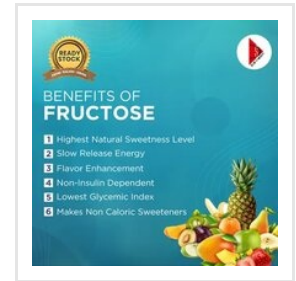 READY
STOCK
BENEFITS OF
FRUCTOSE
1 Highest Natural Sweetness Level
2 Slow Release Energy
3 Flavor Enhancement
4 Non-Insulin Dependent
5 Lowest Glycemic Index
6 Makes Non Caloric Sweeteners